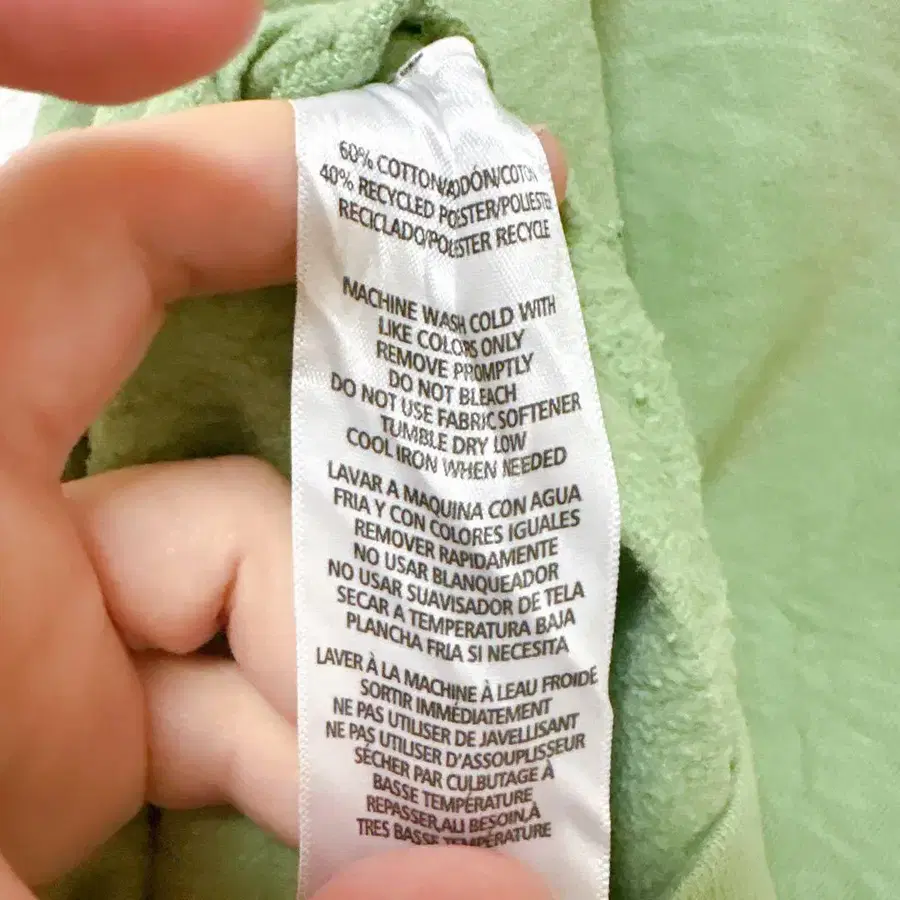 60% COTTON/ALGODÓN/COTON
40% RECYCLED POLYESTER/POLIESTER
RECICLADO/POLYESTER RECYCLE
MACHINE WASH COLD WITH
LIKE COLORS ONLY
REMOVE PROMPTLY
DO NOT BLEACH
DO NOT USE FABRIC SOFTENER
TUMBLE DRY LOW
COOL IRON WHEN NEEDED
LAVAR A MAQUINA CON AGUA
FRIA Y CON COLORES IGUALES
REMOVER RAPIDAMENTE
NO USAR BLANQUEADOR
NO USAR SUAVISADOR DE TELA
SECAR A TEMPERATURA BAJA
PLANCHA FRIA SI NECESITA
LAVER À LA MACHINE À LEAU FROIDE
SORTIR IMMÉDIATEMENT
NE PAS UTILISER DE JAVELLISANT
NE PAS UTILISER D'ASSOUPLISSEUR
SÉCHER PAR CULBUTAGE À
BASSE TEMPÉRATURE
REPASSER,AU BESOIN,À
TRES BASSE TEMPÉRATURE